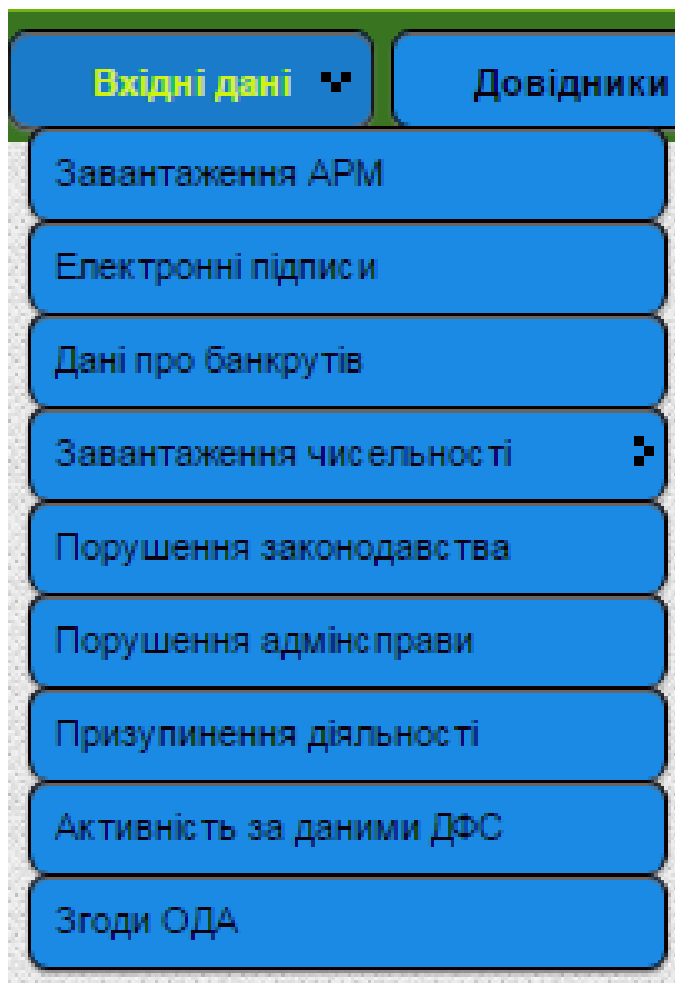 Вхідні дані Довідники
Завантаження АРМ
Електронні підписи
Дані про банкрутів
Завантаження чисельності
Порушення законодавства
Порушення адмінсправи
Призупинення діяльності
Активність за даними ДФС
Згоди ОДА